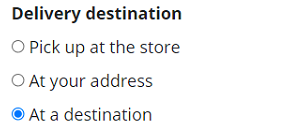 Delivery destination
Pick up at the store
At your address
At a destination